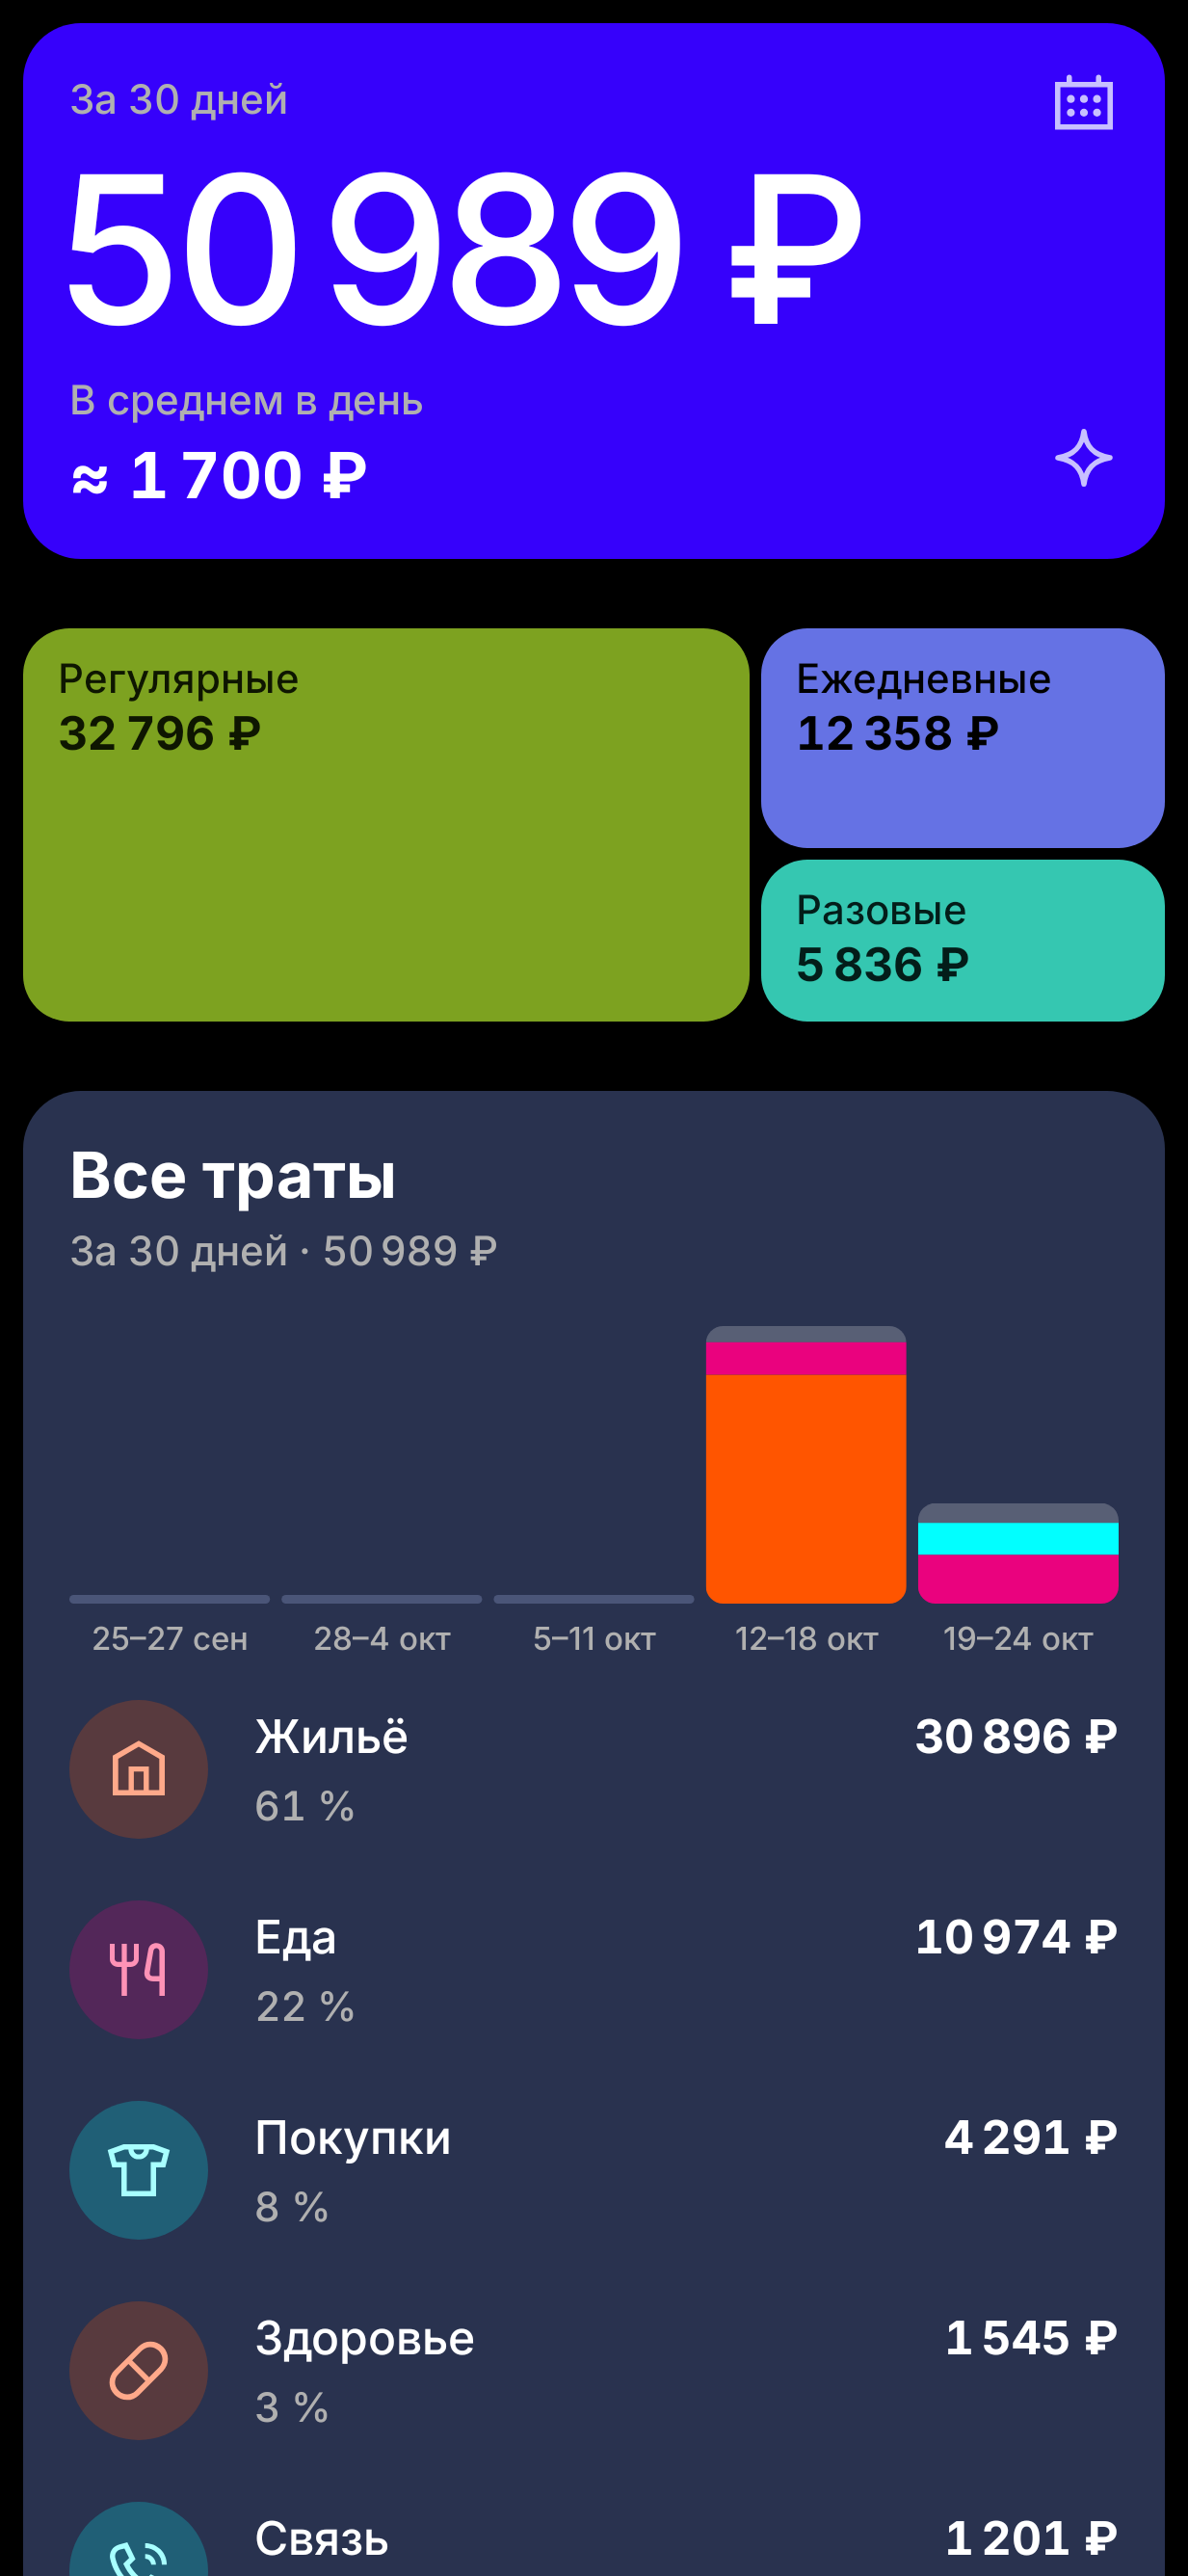 За 30 дней
50 989 ₽
В среднем в день
≈ 1 700 ₽
Регулярные
32 796 ₽
Ежедневные
12 358 ₽
Разовые
5 836 ₽
Все траты
За 30 дней · 50 989 ₽
25–27 сен 28–4 окт 5–11 окт 12–18 окт 19–24 окт
Жильё 30 896 ₽
61 %
Еда 10 974 ₽
22 %
Покупки 4 291 ₽
8 %
Здоровье 1 545 ₽
3 %
Связь 1 201 ₽